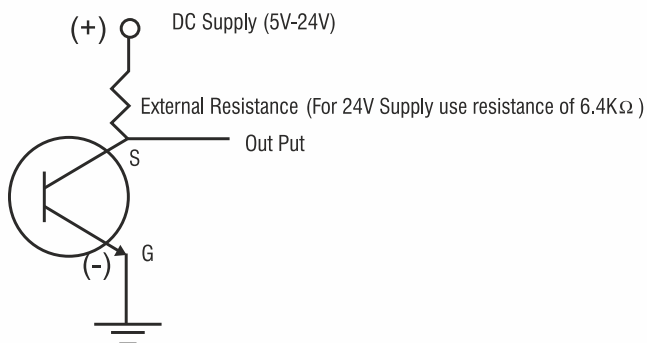 (+) DC Supply (5V-24V)
External Resistance (For 24V Supply use resistance of 6.4KΩ )
S
Out Put
G
(-)